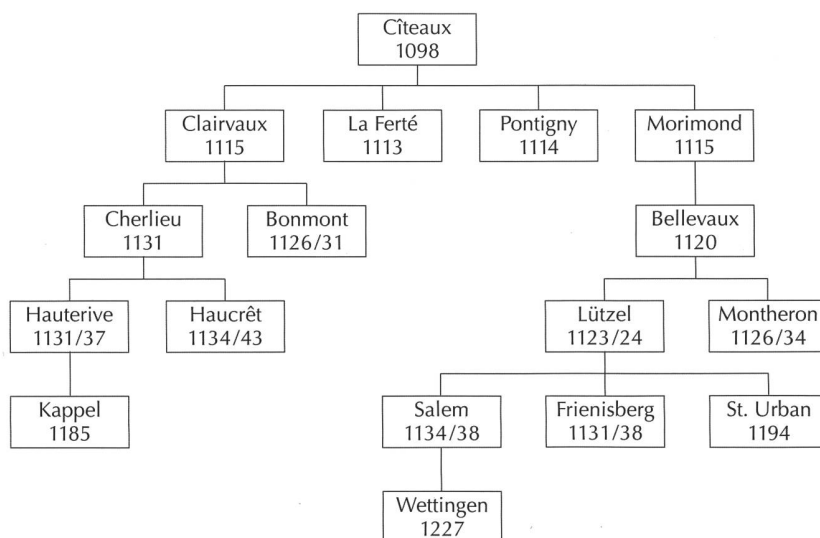 Cîteaux
1098
Clairvaux
1115
La Ferté
1113
Pontigny
1114
Morimond
1115
Cherlieu
1131
Bonmont
1126/31
Bellevaux
1120
Hauterive
1131/37
Haucrêt
1134/43
Lützel
1123/24
Montheron
1126/34
Kappel
1185
Salem
1134/38
Frienisberg
1131/38
St. Urban
1194
Wettingen
1227